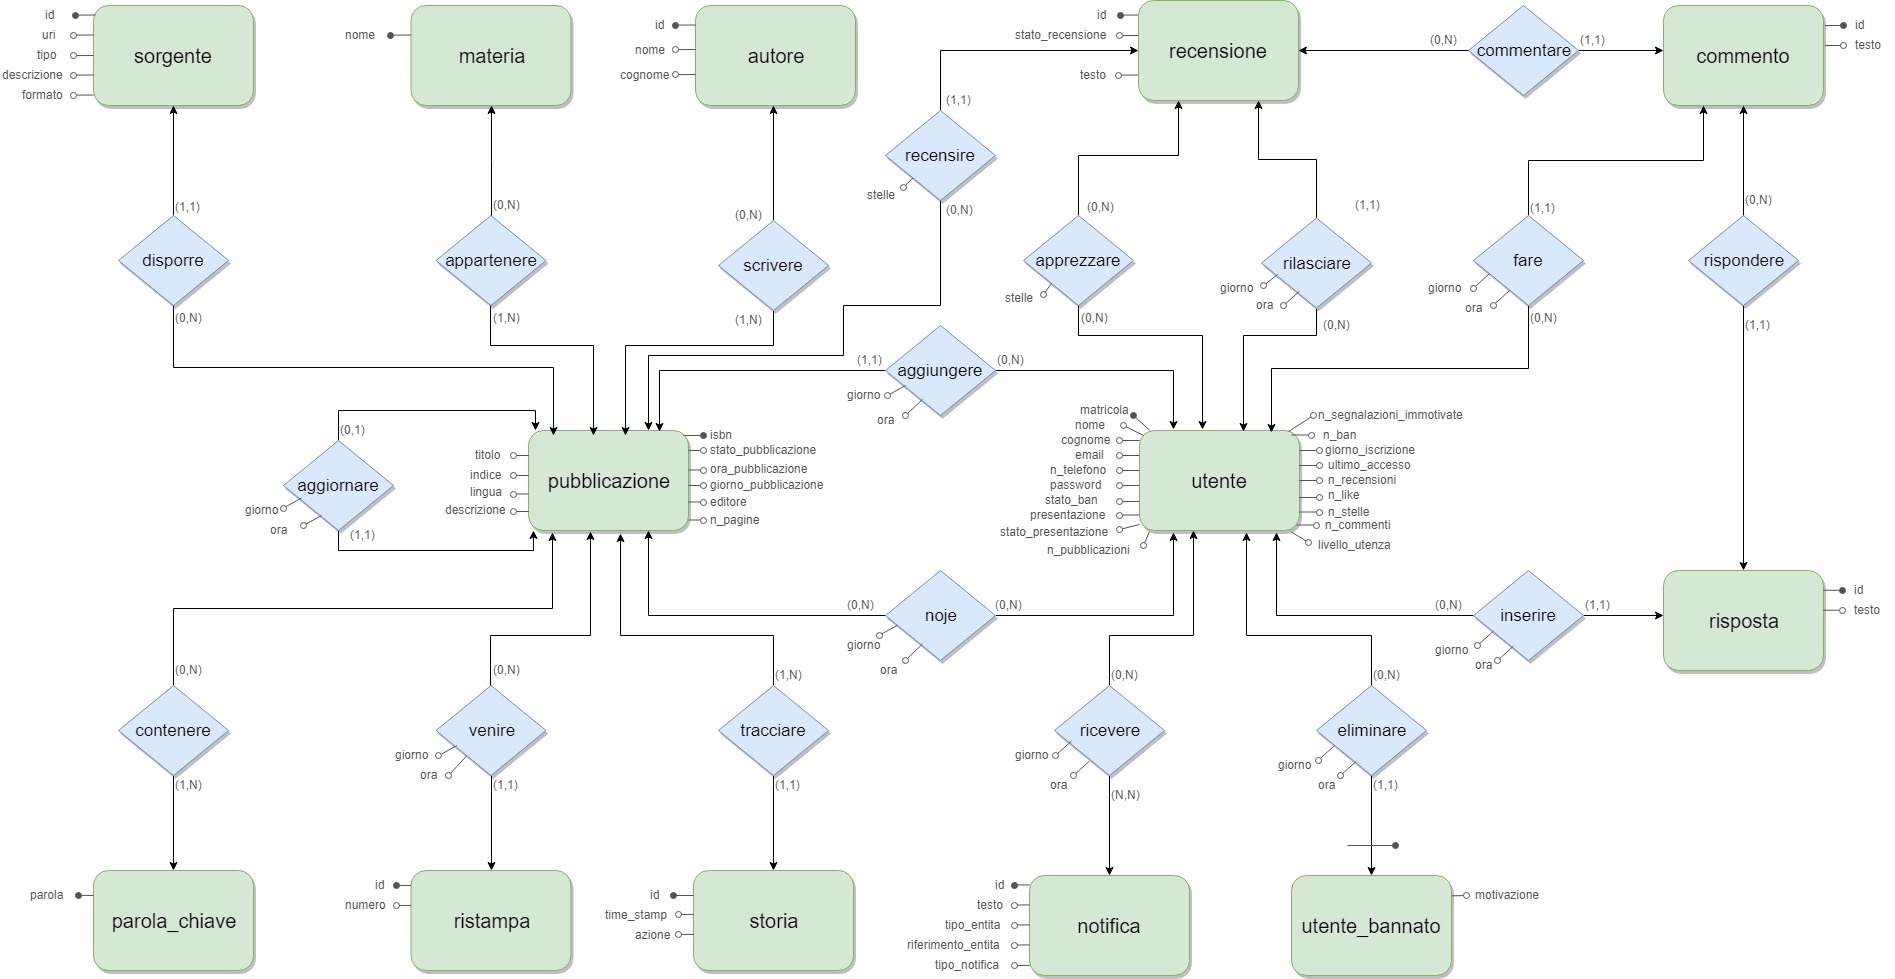 id
uri
tipo
descrizione
formato
sorgente
nome
materia
id
nome
cognome
autore
id
stato_recensione
testo
recensione
(0,N)
commentare
(1,1)
commento
id
testo
(1,1)
recensire
stelle
(0,N)
(1,1)
disporre
(0,N)
(0,N)
appartenere
(1,N)
(0,N)
scrivere
(1,N)
(0,N)
apprezzare
stelle
(0,N)
(1,1)
rilasciare
giorno
ora
(0,N)
(1,1)
fare
giorno
ora
(0,N)
(0,N)
rispondere
(1,1)
(1,1)
aggiungere
(0,N)
giorno
ora
(0,1)
aggiornare
giorno
ora
(1,1)
titolo
indice
lingua
descrizione
pubblicazione
isbn
stato_pubblicazione
ora_pubblicazione
giorno_pubblicazione
editore
n_pagine
matricola
nome
cognome
email
n_telefono
password
stato_ban
presentazione
stato_presentazione
n_pubblicazioni
utente
n_segnalazioni_immotivate
n_ban
giorno_iscrizione
ultimo_accesso
n_recensioni
n_like
n_stelle
n_commenti
livello_utenza
(0,N)
noje
(0,N)
giorno
ora
(0,N)
inserire
(1,1)
giorno
ora
risposta
id
testo
(0,N)
contenere
(1,N)
(0,N)
venire
giorno
ora
(1,1)
(1,N)
tracciare
(1,1)
(0,N)
ricevere
giorno
ora
(N,N)
(0,N)
eliminare
giorno
ora
(1,1)
parola
parola_chiave
id
numero
ristampa
id
time_stamp
azione
storia
id
testo
tipo_entita
riferimento_entita
tipo_notifica
notifica
utente_bannato
motivazione